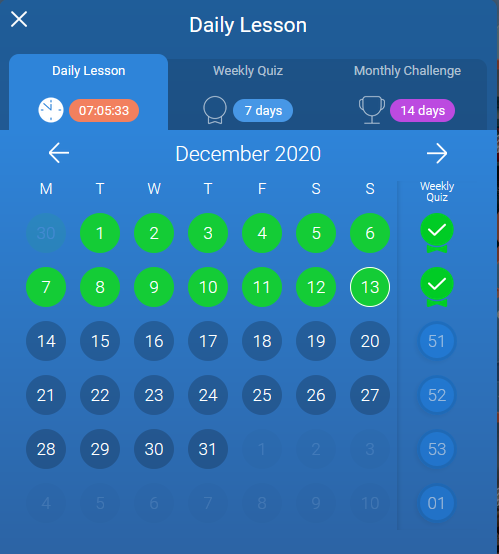 Daily Lesson
Daily Lesson Weekly Quiz Monthly Challenge
07:05:33 7 days 14 days
December 2020
M T W T F S S Weekly
Quiz
30 1 2 3 4 5 6
7 8 9 10 11 12 13
14 15 16 17 18 19 20 51
21 22 23 24 25 26 27 52
28 29 30 31 1 2 3 53
4 5 6 7 8 9 10 01